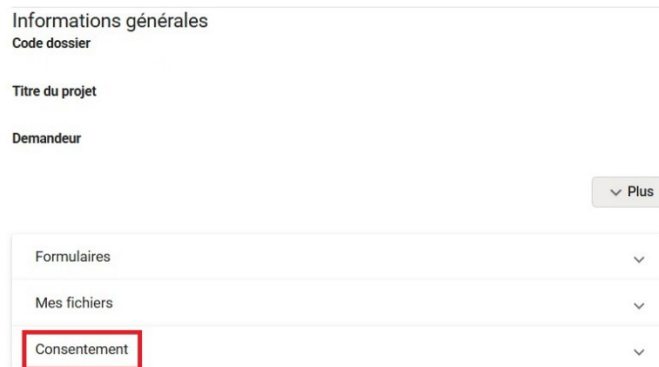 Informations générales
Code dossier
Titre du projet
Demandeur
Plus
Formulaires
Mes fichiers
Consentement